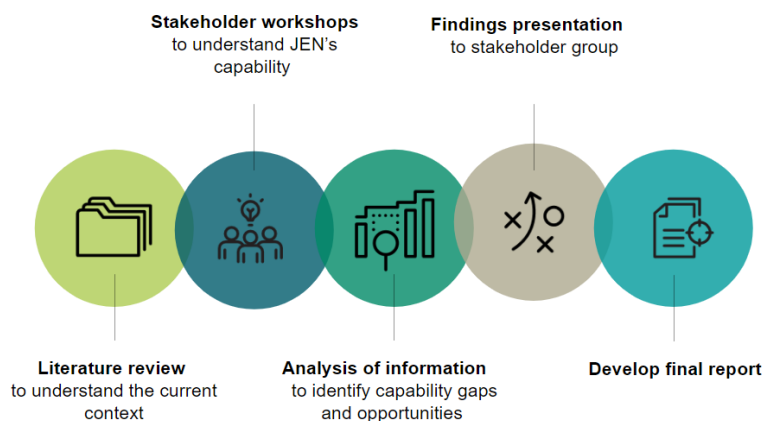 Stakeholder workshops
to understand JEN's
capability
Findings presentation
to stakeholder group
Literature review
to understand the current
context
Analysis of information
to identify capability gaps
and opportunities
Develop final report